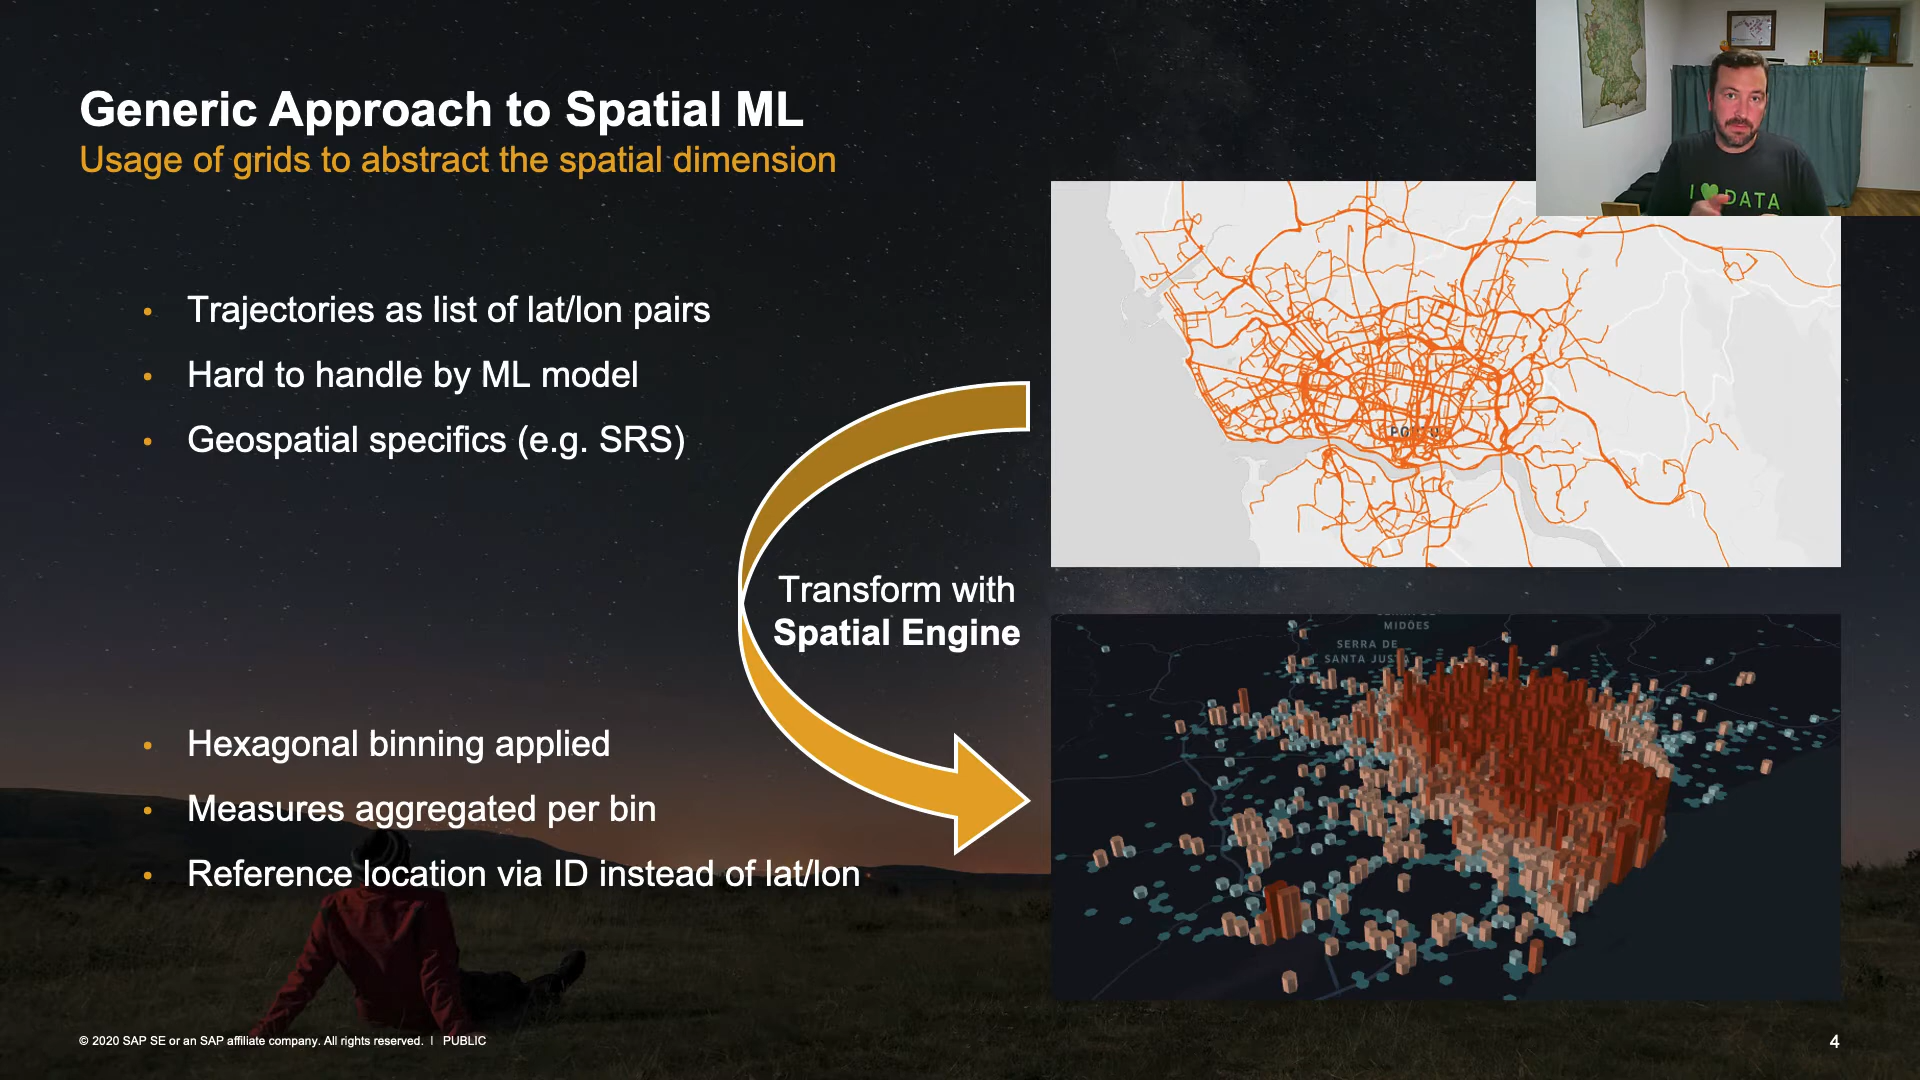 Generic Approach to Spatial ML
Usage of grids to abstract the spatial dimension
I DATA
• Trajectories as list of lat/lon pairs
• Hard to handle by ML model
• Geospatial specifics (e.g. SRS)
Transform with
Spatial Engine
MIDÕES
SERRA DE
SANTA JUSTA
• Hexagonal binning applied
• Measures aggregated per bin
• Reference location via ID instead of lat/lon
© 2020 SAP SE or an SAP affiliate company. All rights reserved. | PUBLIC
4